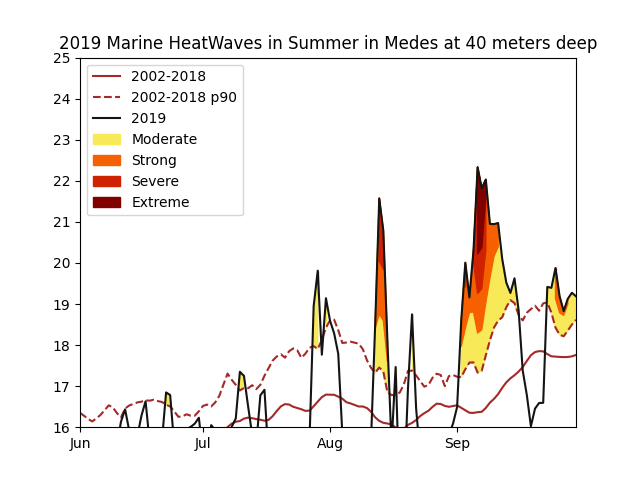 2019 Marine HeatWaves in Summer in Medes at 40 meters deep
25
24
23
22
21
20
19
18
17
16
2002-2018
2002-2018 p90
2019
Moderate
Strong
Severe
Extreme
Jun Jul Aug Sep